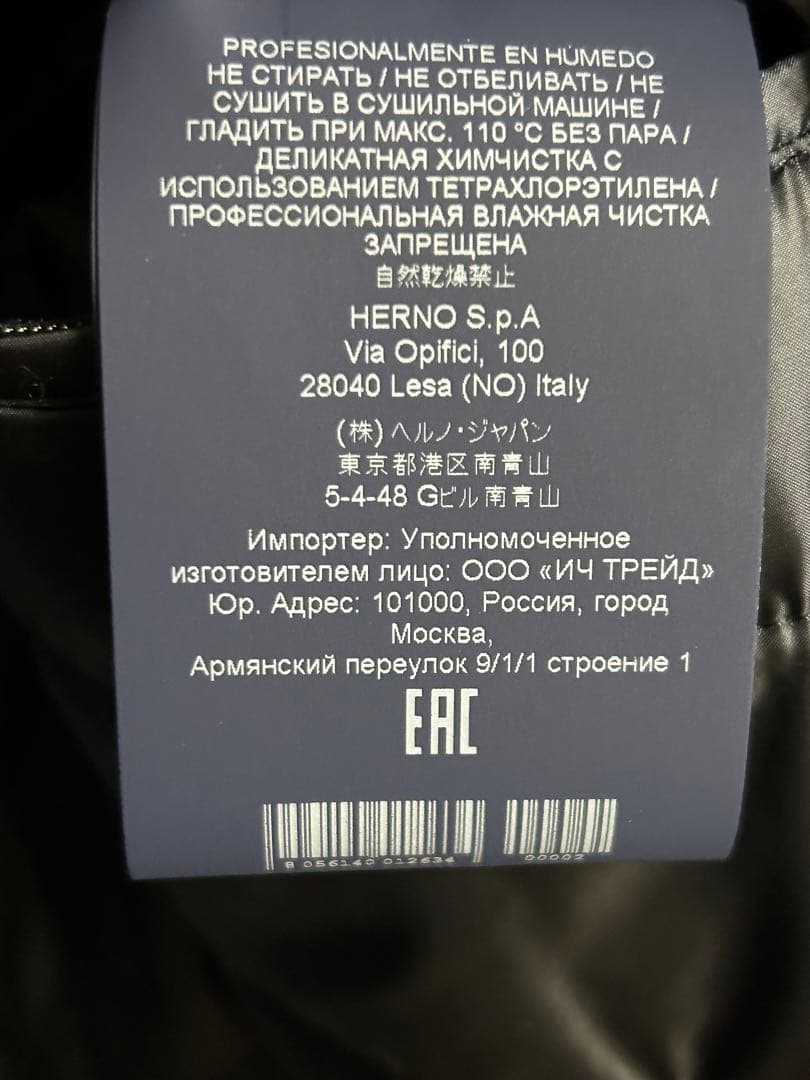 PROFESIONALMENTE EN HÚMEDO
НЕ СТИРАТЬ / НЕ ОТБЕЛИВАТЬ / НЕ
СУШИТЬ В СУШИЛЬНОЙ МАШИНЕ /
ГЛАДИТЬ ПРИ МАКС. 110 °C БЕЗ ПАРА /
ДЕЛИКАТНАЯ ХИМЧИСТКА С
ИСПОЛЬЗОВАНИЕМ ТЕТРАХЛОРЭТИЛЕНА /
ПРОФЕССИОНАЛЬНАЯ ВЛАЖНАЯ ЧИСТКА
ЗАПРЕЩЕНА
自然乾燥禁止
HERNO S.p.A
Via Opifici, 100
28040 Lesa (NO) Italy
(株) ヘルノ・ジャパン
東京都港区南青山
5-4-48 Gビル南青山
Импортер: Уполномоченное
изготовителем лицо: ООО «ИЧ ТРЕЙД»
Юр. Адрес: 101000, Россия, город
Москва,
Армянский переулок 9/1/1 строение 1
EAC
8 056140 012634 00002